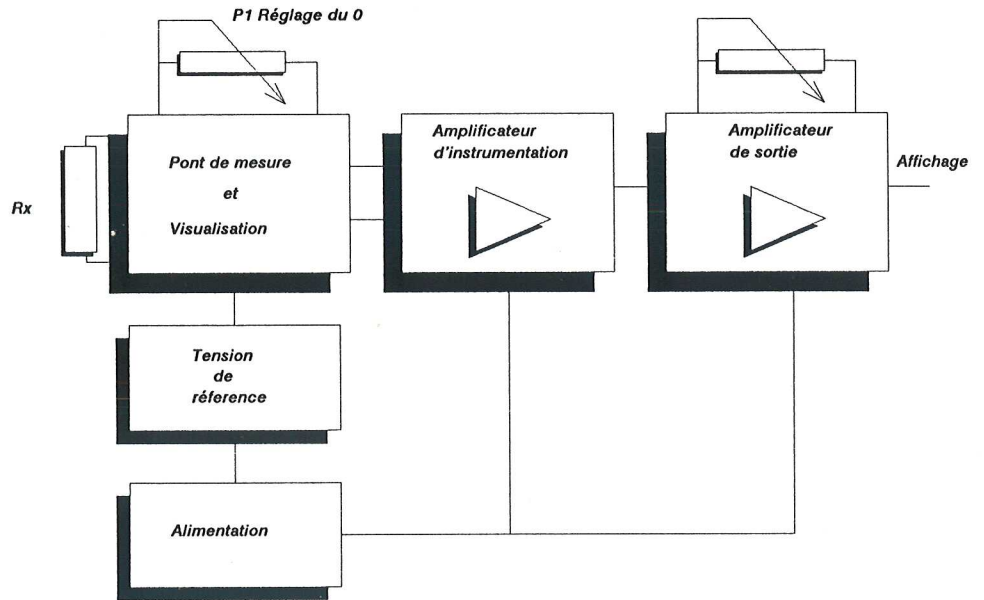 P1 Réglage du 0
Pont de mesure
et
Visualisation
Rx
Amplificateur
d'instrumentation
Amplificateur
de sortie
Affichage
Tension
de
réference
Alimentation